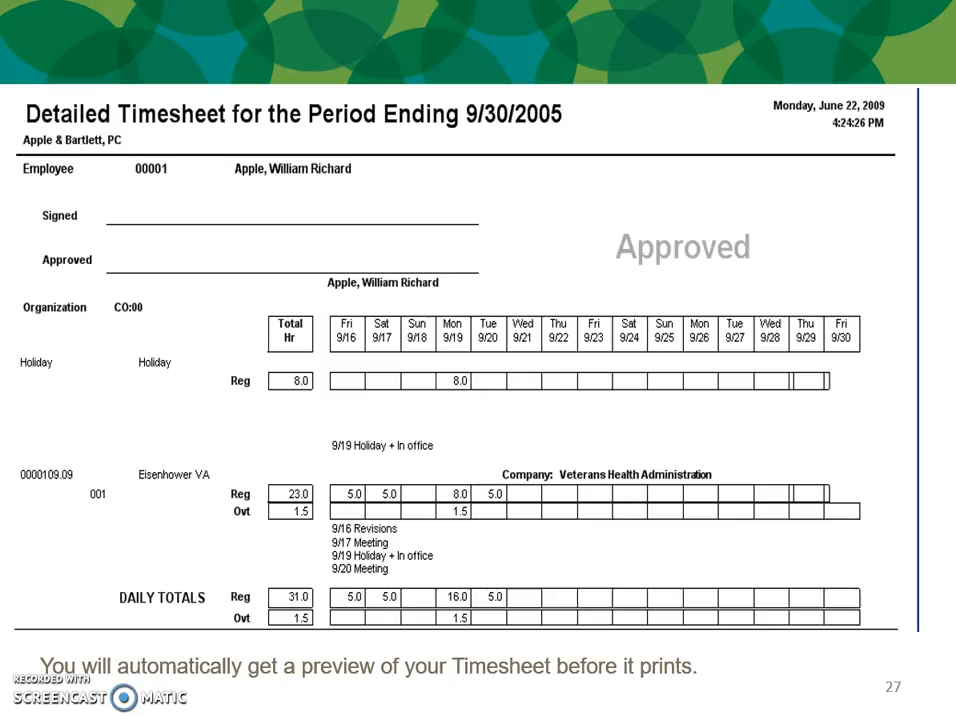 Detailed Timesheet for the Period Ending 9/30/2005
Monday, June 22, 2009
4:24:26 PM
Apple & Bartlett, PC
Employee 00001 Apple, William Richard
Signed
Approved
Approved
Apple, William Richard
Organization CO:00
Total Fri Sat Sun Mon Tue Wed Thu Fri Sat Sun Mon Tue Wed Thu Fri
Hr 9/16 9/17 9/18 9/19 9/20 9/21 9/22 9/23 9/24 9/25 9/26 9/27 9/28 9/29 9/30
Holiday Holiday
Reg 8.0 8.0
9/19 Holiday + In office
0000109.09 Eisenhower VA Company: Veterans Health Administration
001 Reg 23.0 5.0 5.0 8.0 5.0
Ovt 1.5 1.5
9/16 Revisions
9/17 Meeting
9/19 Holiday + In office
9/20 Meeting
DAILY TOTALS Reg 31.0 5.0 5.0 16.0 5.0
Ovt 1.5 1.5
You will automatically get a preview of your Timesheet before it prints.
RECORDED WITH
SCREENCAST MATIC
27